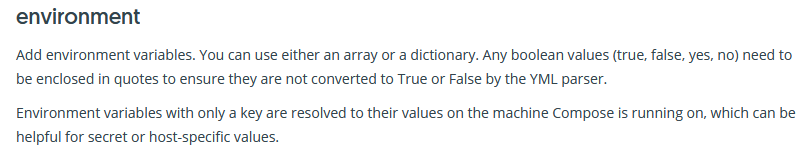 environment
Add environment variables. You can use either an array or a dictionary. Any boolean values (true, false, yes, no) need to
be enclosed in quotes to ensure they are not converted to True or False by the YML parser.
Environment variables with only a key are resolved to their values on the machine Compose is running on, which can be
helpful for secret or host-specific values.